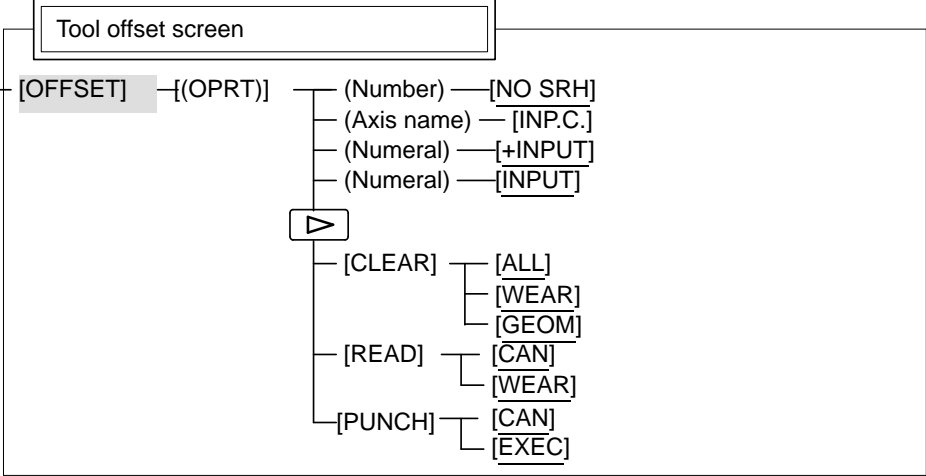 Tool offset screen
[OFFSET] [(OPRT)] (Number) [NO SRH]
(Axis name) [INP.C.]
(Numeral) [+INPUT]
(Numeral) [INPUT]
[CLEAR] [ALL]
[WEAR]
[GEOM]
[READ] [CAN]
[WEAR]
[PUNCH] [CAN]
[EXEC]